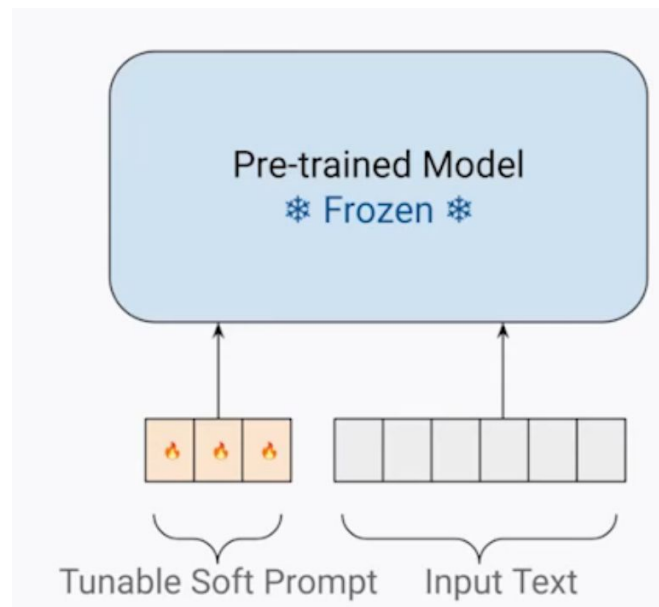 Pre-trained Model
❄ Frozen ❄
Tunable Soft Prompt
Input Text